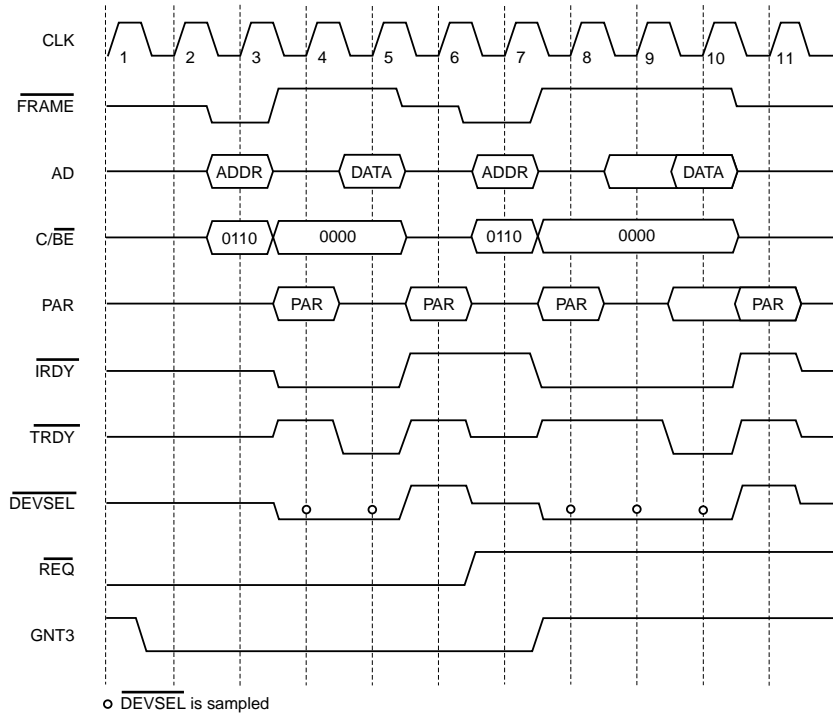 CLK
1 2 3 4 5 6 7 8 9 10 11
FRAME
AD
ADDR DATA ADDR DATA
C/BE
0110 0000 0110 0000
PAR
PAR PAR PAR PAR
IRDY
TRDY
DEVSEL
REQ
GNT3
DEVSEL is sampled